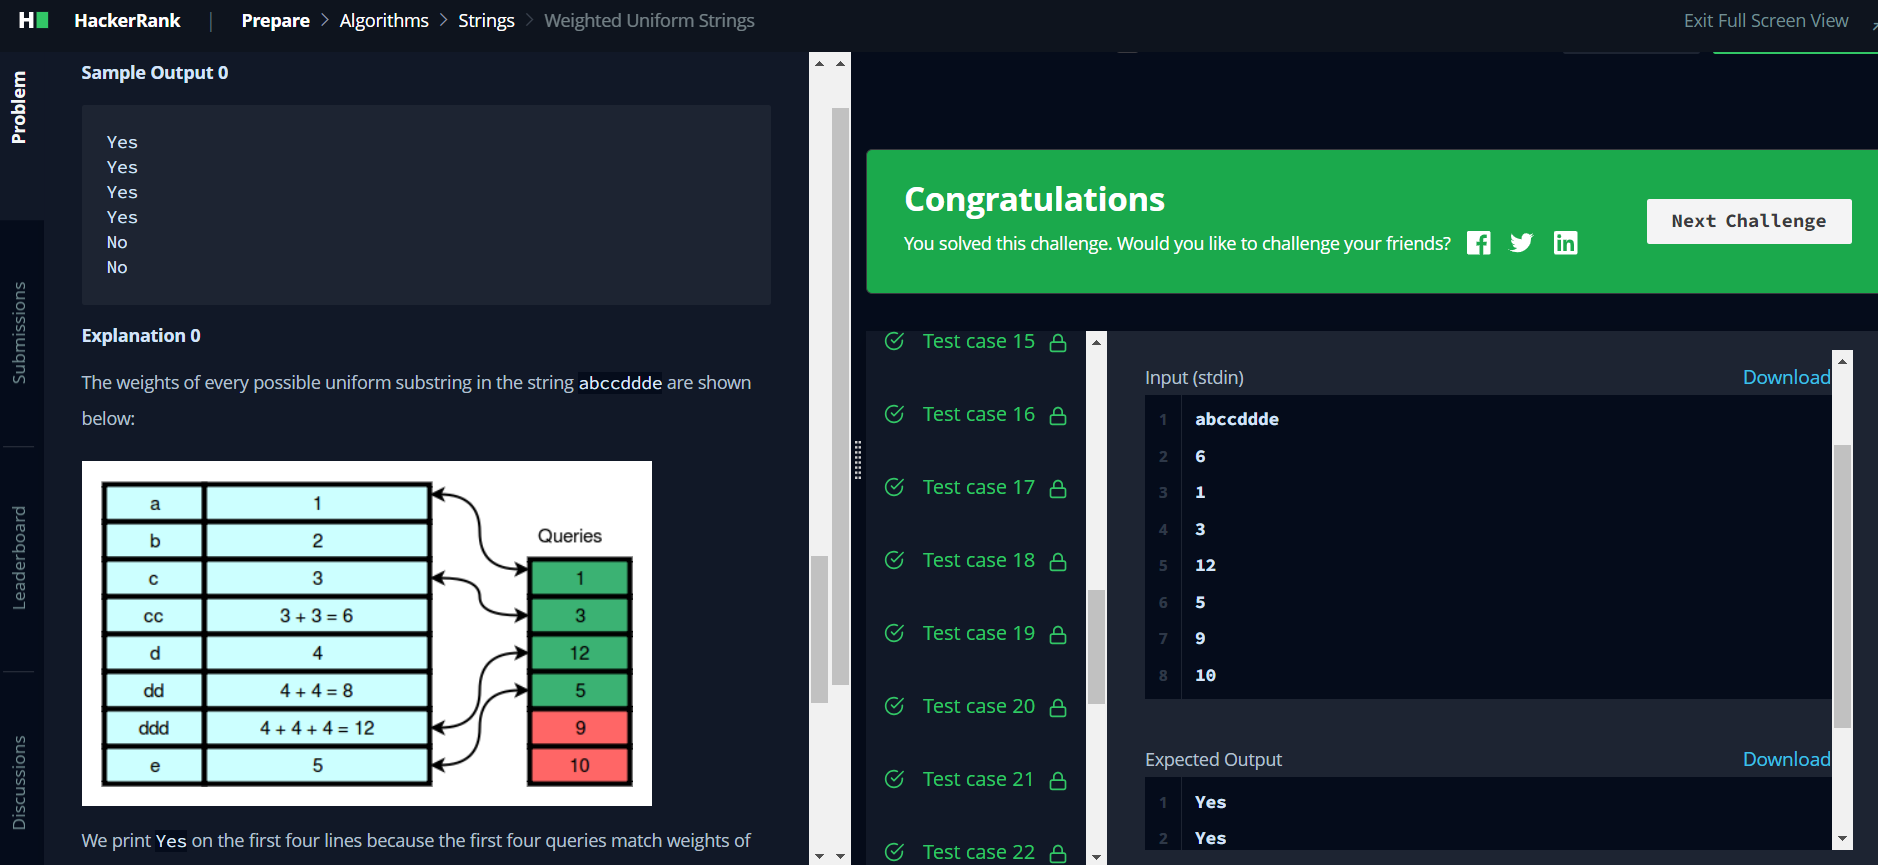 H HackerRank | Prepare > Algorithms > Strings > Weighted Uniform Strings
Exit Full Screen View
Problem
Submissions
Leaderboard
Discussions
Sample Output 0
Yes
Yes
Yes
Yes
No
No
Explanation 0
The weights of every possible uniform substring in the string abccddde are shown
below:
a 1
b 2
c 3
cc 3 + 3 = 6
d 4
dd 4 + 4 = 8
ddd 4 + 4 + 4 = 12
e 5
Queries
1
3
12
5
9
10
We print Yes on the first four lines because the first four queries match weights of
Congratulations
You solved this challenge. Would you like to challenge your friends?
Next Challenge
Test case 15
Test case 16
Test case 17
Test case 18
Test case 19
Test case 20
Test case 21
Test case 22
Input (stdin)
Download
1 abccddde
2 6
3 1
4 3
5 12
6 5
7 9
8 10
Expected Output
Download
1 Yes
2 Yes